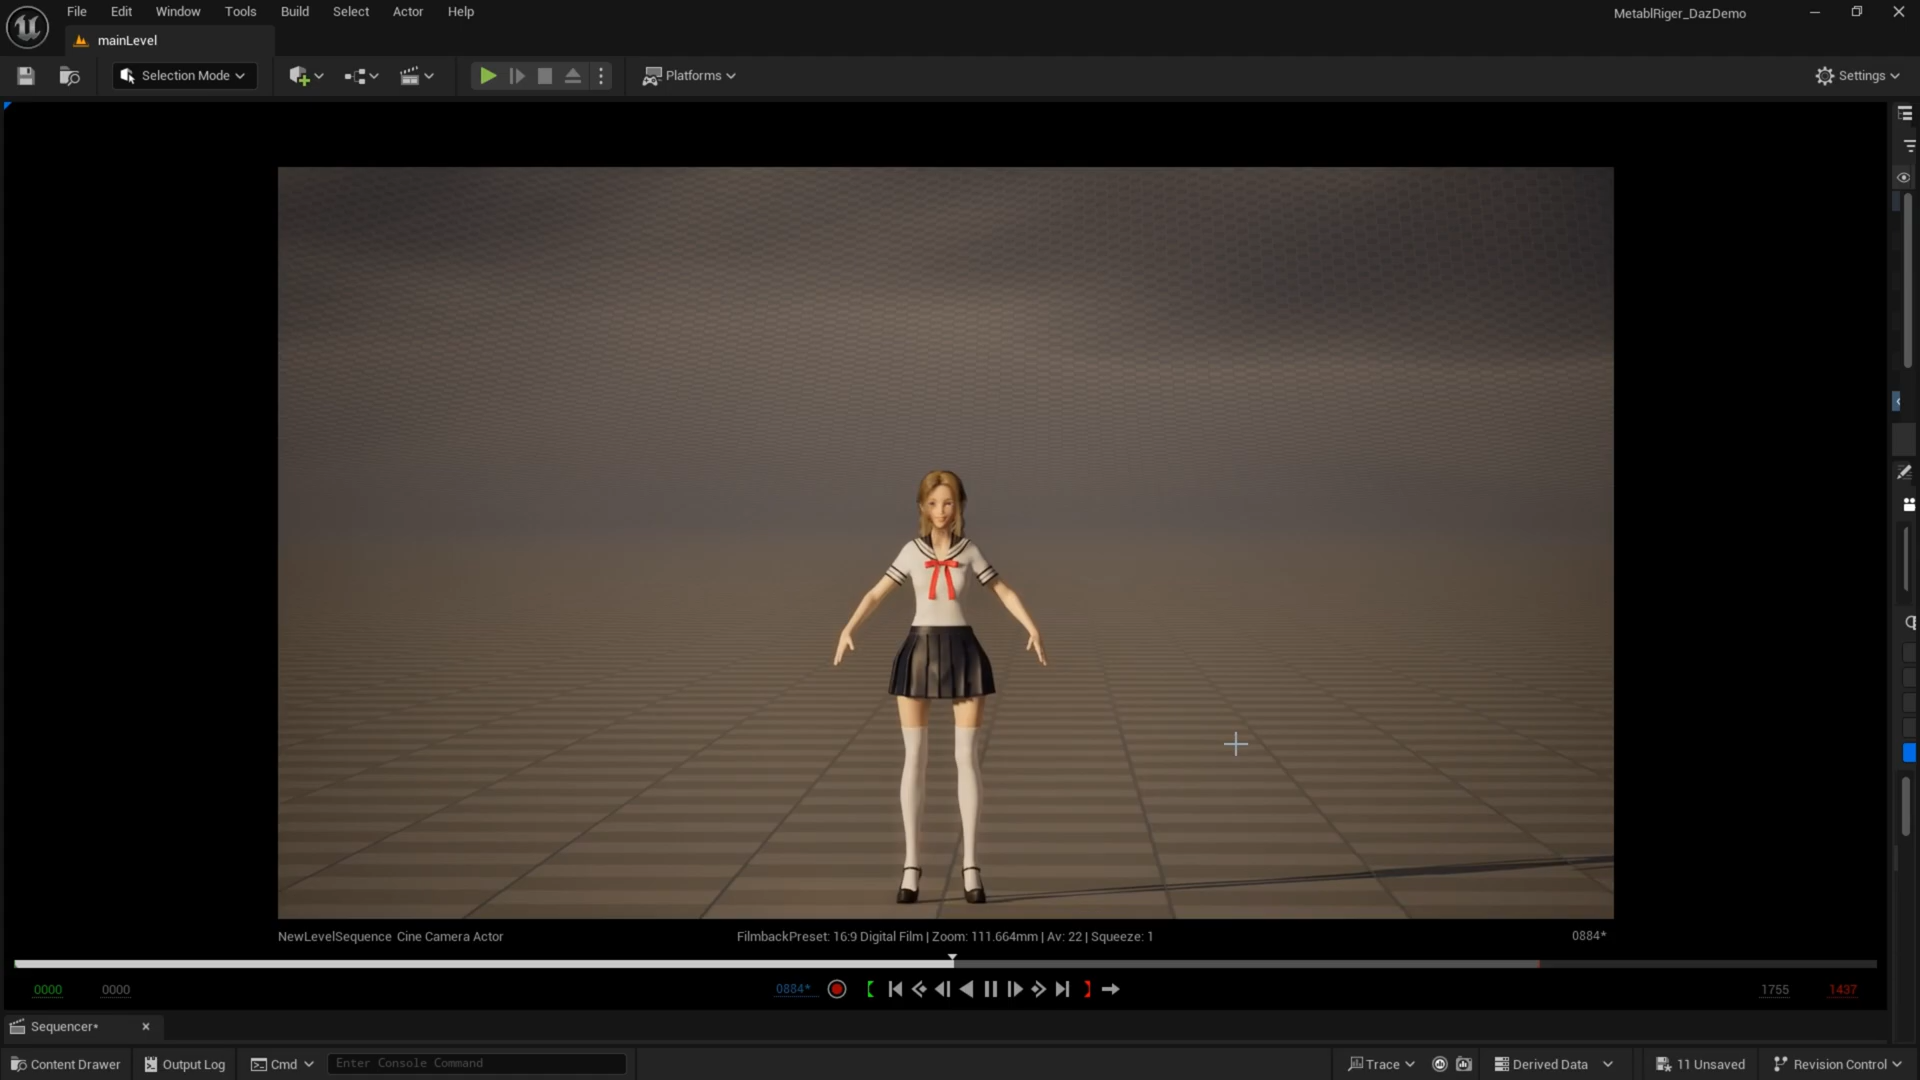 File Edit Window Tools Build Select Actor Help
MetablRiger_DazDemo
mainLevel
Selection Mode
Platforms
Settings
NewLevelSequence Cine Camera Actor
FilmbackPreset: 16:9 Digital Film | Zoom: 111.664mm | Av: 22 | Squeeze: 1
0884*
0000 0000
0884*
1755 1437
Sequencer*
Content Drawer Output Log Cmd Enter Console Command
Trace Derived Data 11 Unsaved Revision Control